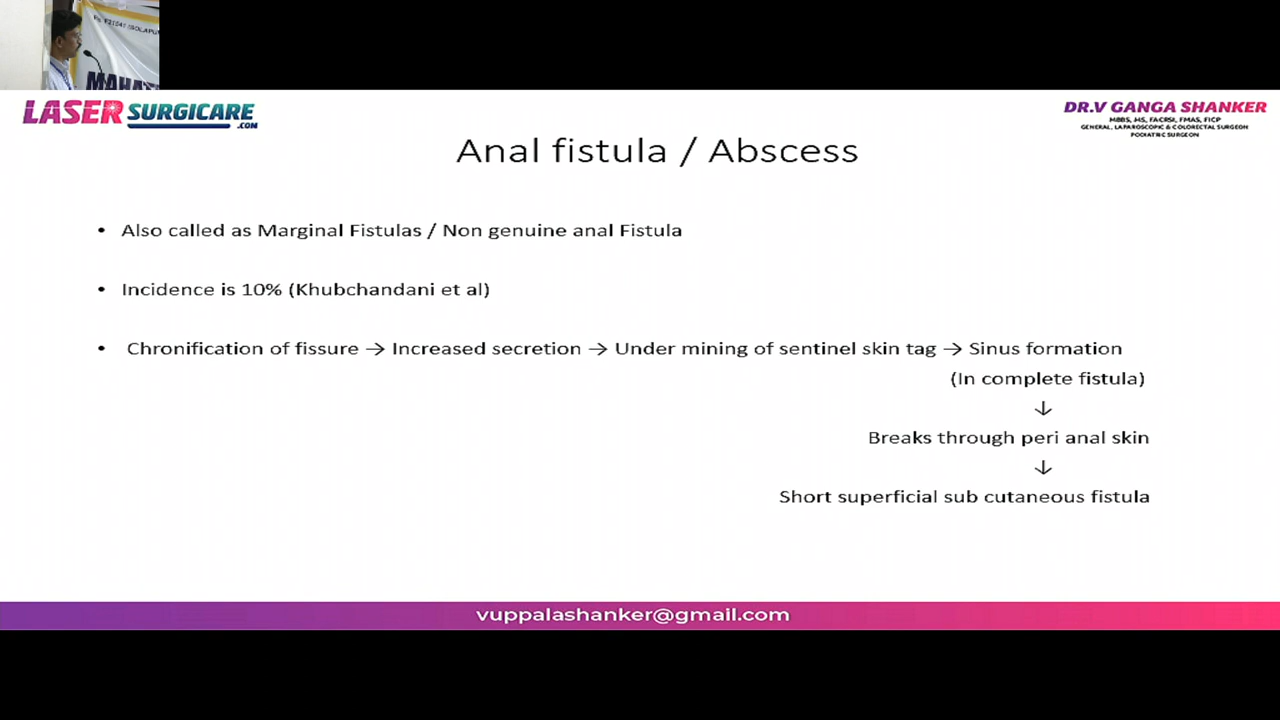 MAHAT
LASER SURGICARE
.COM
DR.V GANGA SHANKER
MBBS, MS, FACRSI, FMAS, FICP
GENERAL, LAPAROSCOPIC & COLORECTAL SURGEON
PODIATRIC SURGEON
Anal fistula / Abscess
• Also called as Marginal Fistulas / Non genuine anal Fistula
• Incidence is 10% (Khubchandani et al)
• Chronification of fissure → Increased secretion → Under mining of sentinel skin tag → Sinus formation
(In complete fistula)
↓
Breaks through peri anal skin
↓
Short superficial sub cutaneous fistula
vuppalashanker@gmail.com